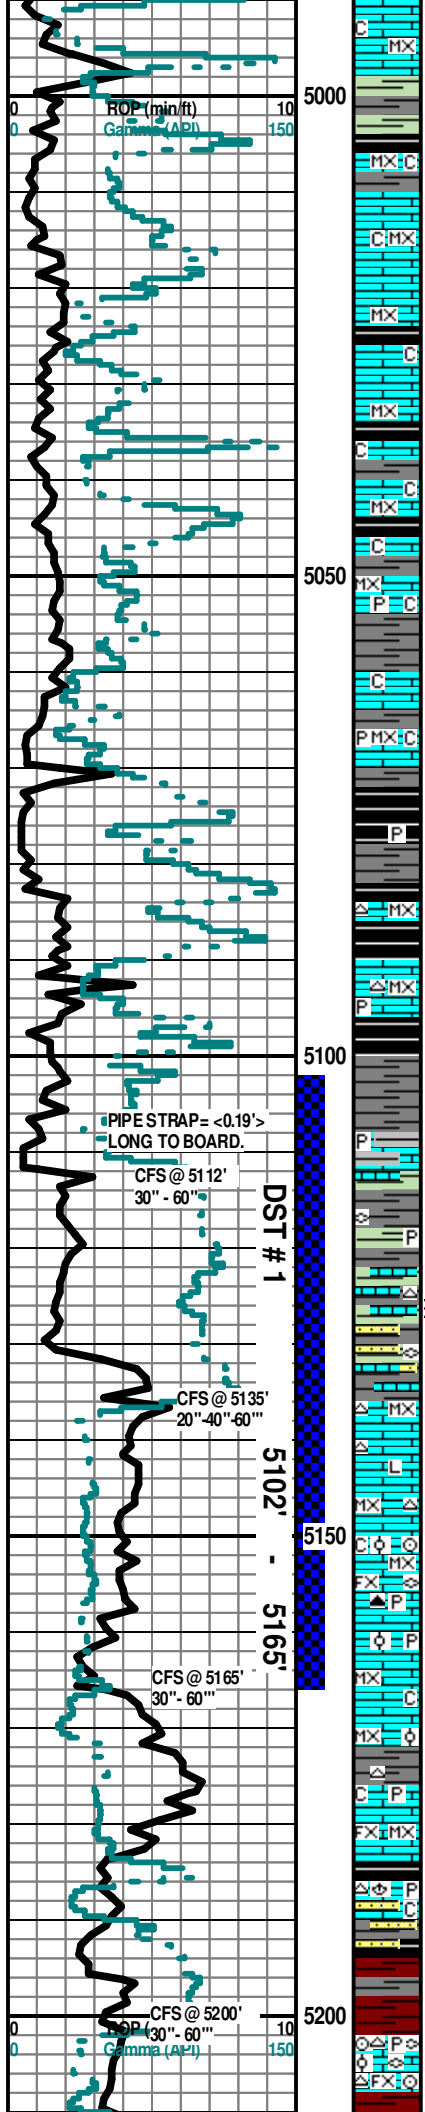 C
MX
0 ROP (min/ft) 10
5000
0 Gamma (API) 150
MX C
C MX
MX
C
MX
C
C
MX
C
5050
MX
P C
C
P MX C
P
MX
MX
P
5100
PIPE STRAP= <0.19'>
LONG TO BOARD.
P
CFS @ 5112'
30" - 60"
DST # 1 5102' - 5165'
P
CFS @ 5135'
20"-40"-60'"
MX
L
MX
5150
C
MX
FX
P
P
CFS @ 5165'
30"- 60'"
MX
C
MX
C P
FX MX
P
C
CFS @ 5200'
5200
0 ROP 10
30"- 60'"
P
Gamma (API) 150
FX